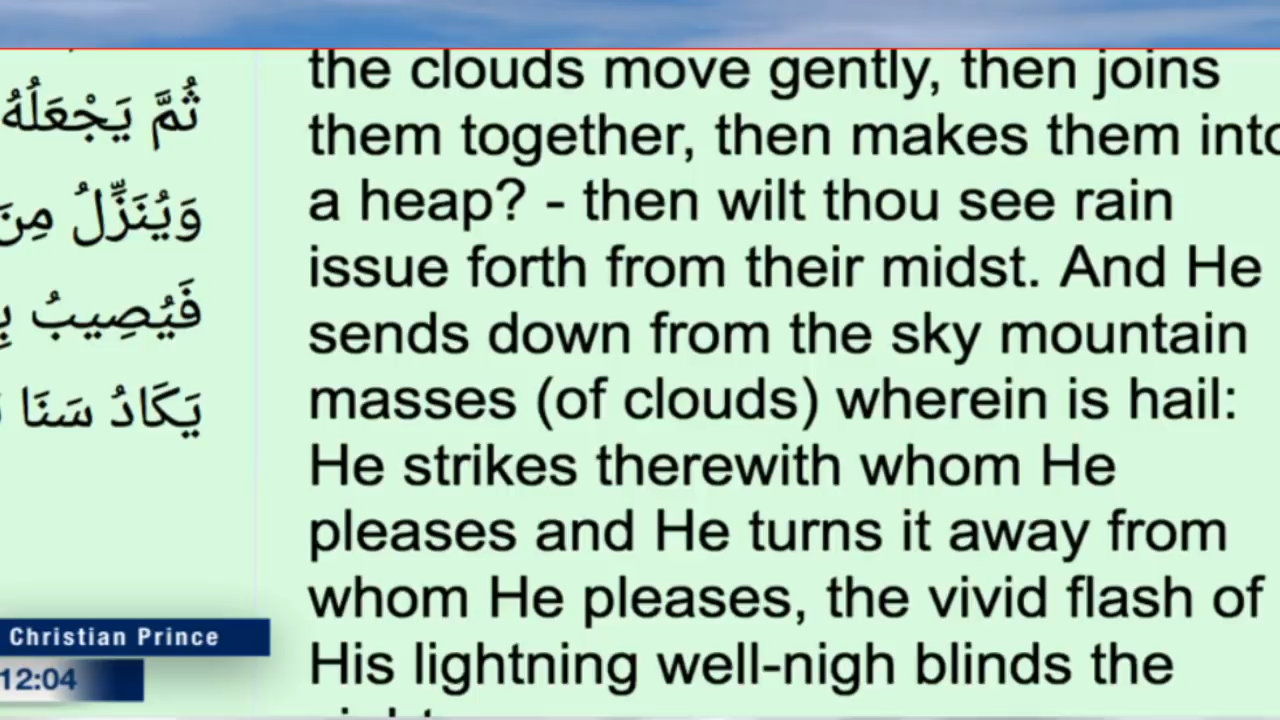 ثُمَّ يَجْعَلُهُ
وَيُنَزِّلُ مِنَ
فَيُصِيبُ
يَكَادُ سَنَا
the clouds move gently, then joins
them together, then makes them into
a heap? - then wilt thou see rain
issue forth from their midst. And He
sends down from the sky mountain
masses (of clouds) wherein is hail:
He strikes therewith whom He
pleases and He turns it away from
whom He pleases, the vivid flash of
His lightning well-nigh blinds the
Christian Prince
12:04